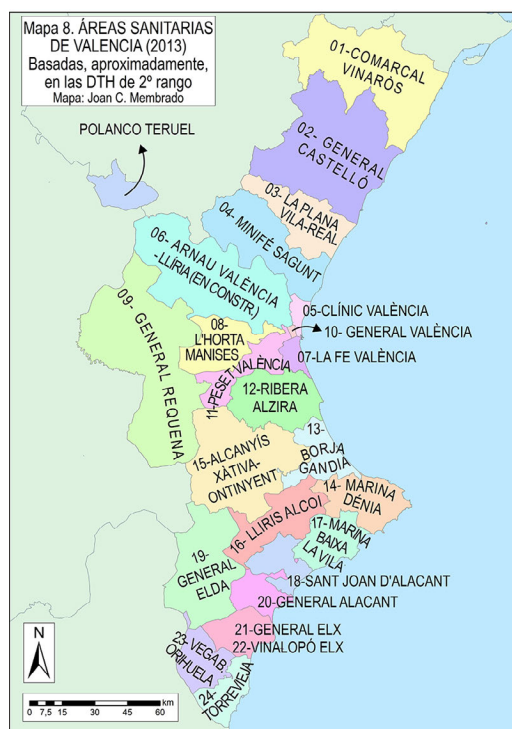 Mapa 8. ÁREAS SANITARIAS
DE VALENCIA (2013)
Basadas, aproximadamente,
en las DTH de 2º rango
Mapa: Joan C. Membrado
POLANCO TERUEL
01-COMARCAL
VINARÒS
02- GENERAL
CASTELLÓ
03- LA PLANA
VILA-REAL
04- MINIFÉ SAGUNT
06- ARNAU VALÈNCIA
-LLÍRIA (EN CONSTR)
05-CLÍNIC VALÈNCIA
10- GENERAL VALÈNCIA
07-LA FE VALÈNCIA
08-
L'HORTA
MANISES
09- GENERAL REQUENA
11-PESET VALÈNCIA
12-RIBERA
ALZIRA
13-
BORJA
GANDIA
15-ALCANYÍS
XÀTIVA-
ONTINYENT
14- MARINA
DÉNIA
16- LLIRIS ALCOI
17-MARINA
BAIXA
LA VILA
18-SANT JOAN D'ALACANT
19-
GENERAL
ELDA
20-GENERAL ALACANT
21-GENERAL ELX
22-VINALOPÓ ELX
23- VEGA B.
ORIHUELA
24-
TORREVIEJA
N
km
0 7,5 15 30 45 60